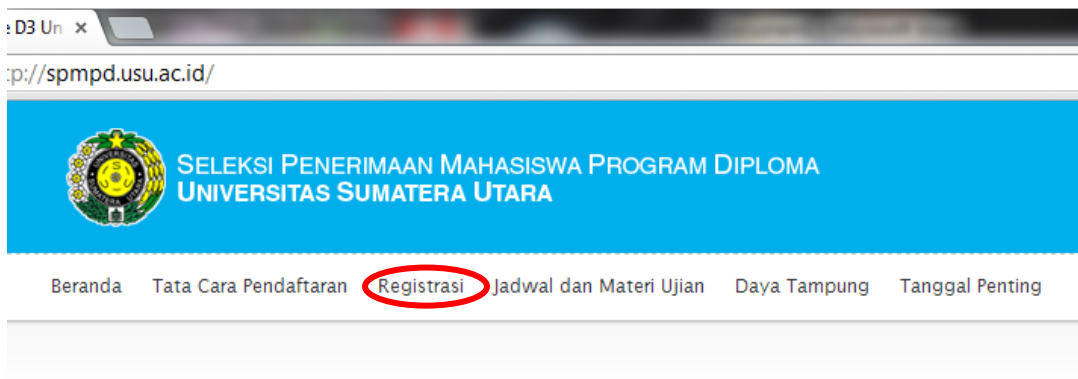 e D3 Un
tp://spmpd.usu.ac.id/
SELEKSI PENERIMAAN MAHASISWA PROGRAM DIPLOMA
UNIVERSITAS SUMATERA UTARA
Beranda Tata Cara Pendaftaran Registrasi Jadwal dan Materi Ujian Daya Tampung Tanggal Penting